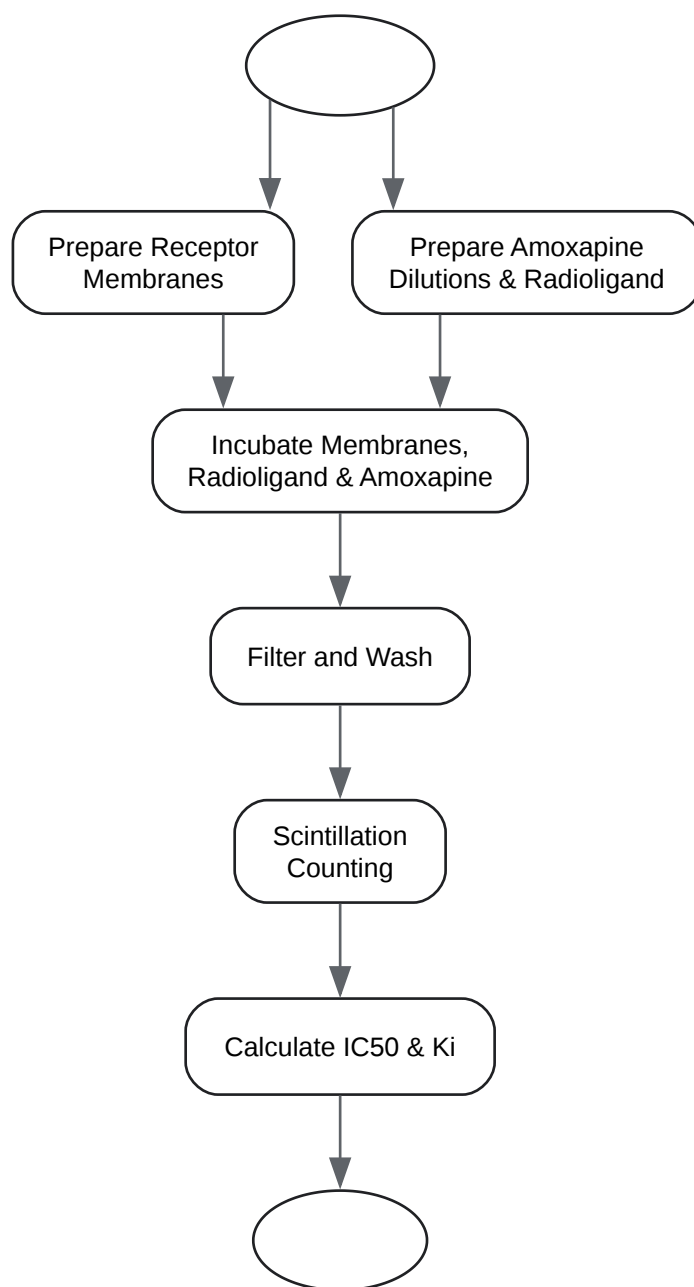 Prepare Receptor
Membranes
Prepare Amoxapine
Dilutions & Radioligand
Incubate Membranes,
Radioligand & Amoxapine
Filter and Wash
Scintillation
Counting
Calculate IC50 & Ki